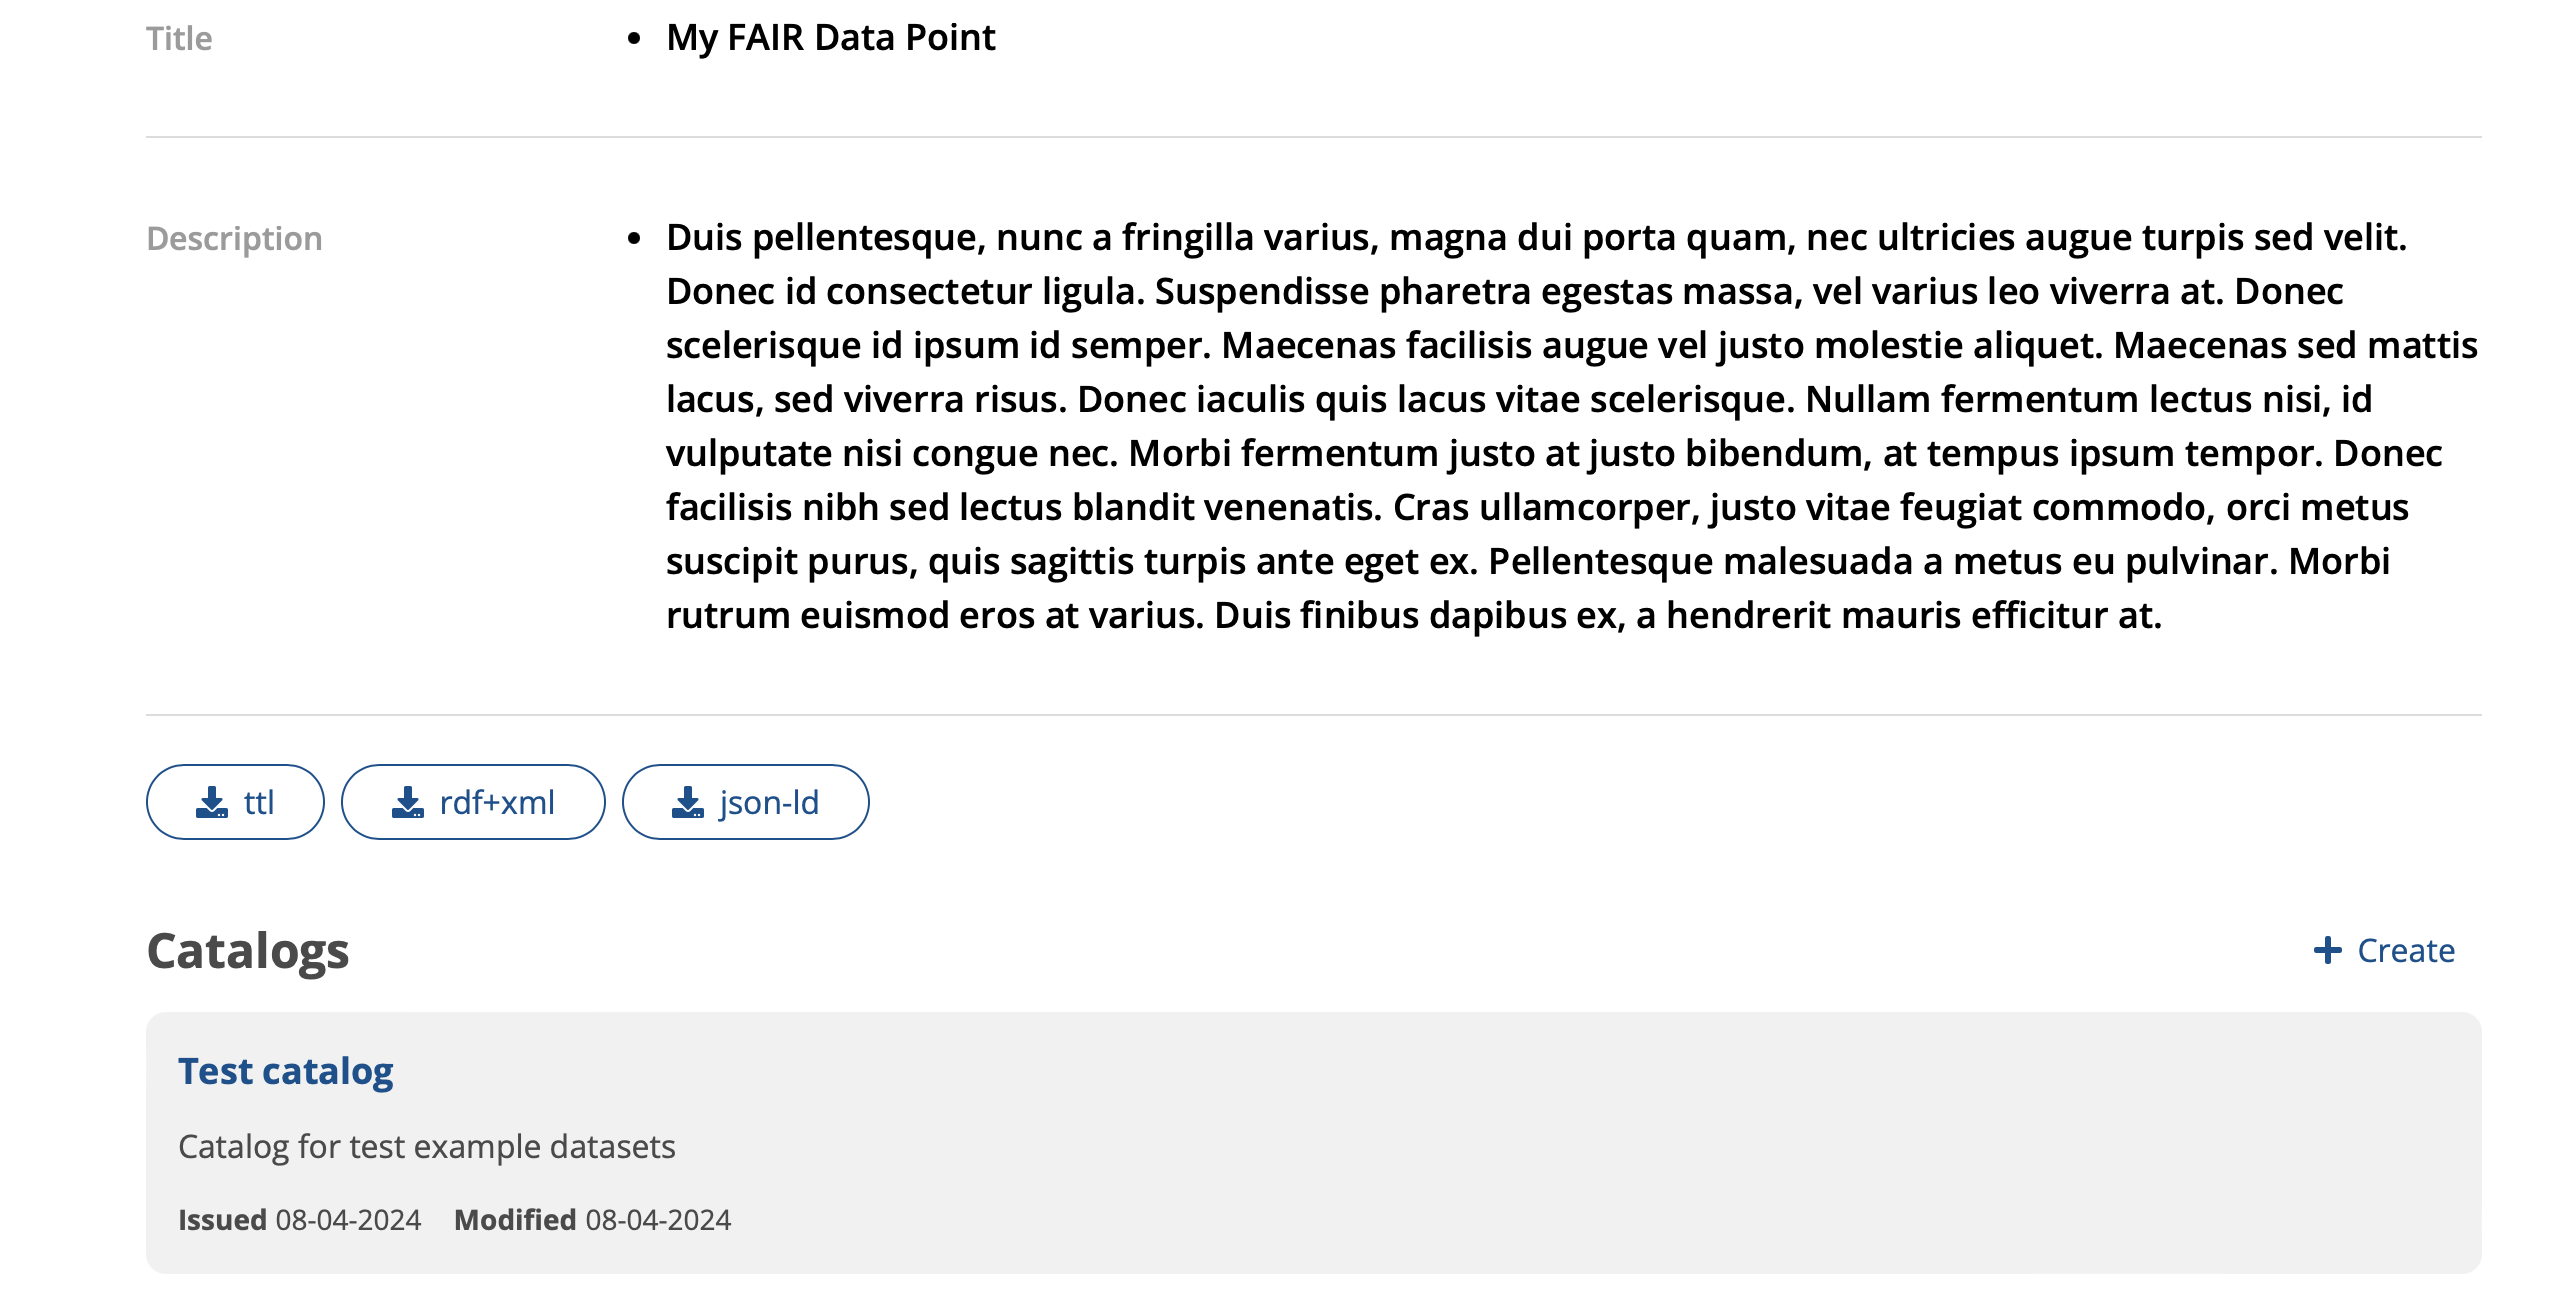 Title
• My FAIR Data Point
Description
• Duis pellentesque, nunc a fringilla varius, magna dui porta quam, nec ultricies augue turpis sed velit.
Donec id consectetur ligula. Suspendisse pharetra egestas massa, vel varius leo viverra at. Donec
scelerisque id ipsum id semper. Maecenas facilisis augue vel justo molestie aliquet. Maecenas sed mattis
lacus, sed viverra risus. Donec iaculis quis lacus vitae scelerisque. Nullam fermentum lectus nisi, id
vulputate nisi congue nec. Morbi fermentum justo at justo bibendum, at tempus ipsum tempor. Donec
facilisis nibh sed lectus blandit venenatis. Cras ullamcorper, justo vitae feugiat commodo, orci metus
suscipit purus, quis sagittis turpis ante eget ex. Pellentesque malesuada a metus eu pulvinar. Morbi
rutrum euismod eros at varius. Duis finibus dapibus ex, a hendrerit mauris efficitur at.
ttl rdf+xml json-ld
Catalogs
+ Create
Test catalog
Catalog for test example datasets
Issued 08-04-2024 Modified 08-04-2024